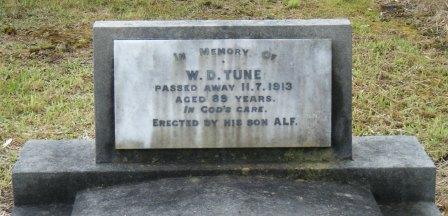 IN MEMORY OF
W. D. TUNE
PASSED AWAY 11.7.1913
AGED 89 YEARS.
IN GOD'S CARE.
ERECTED BY HIS SON ALF.